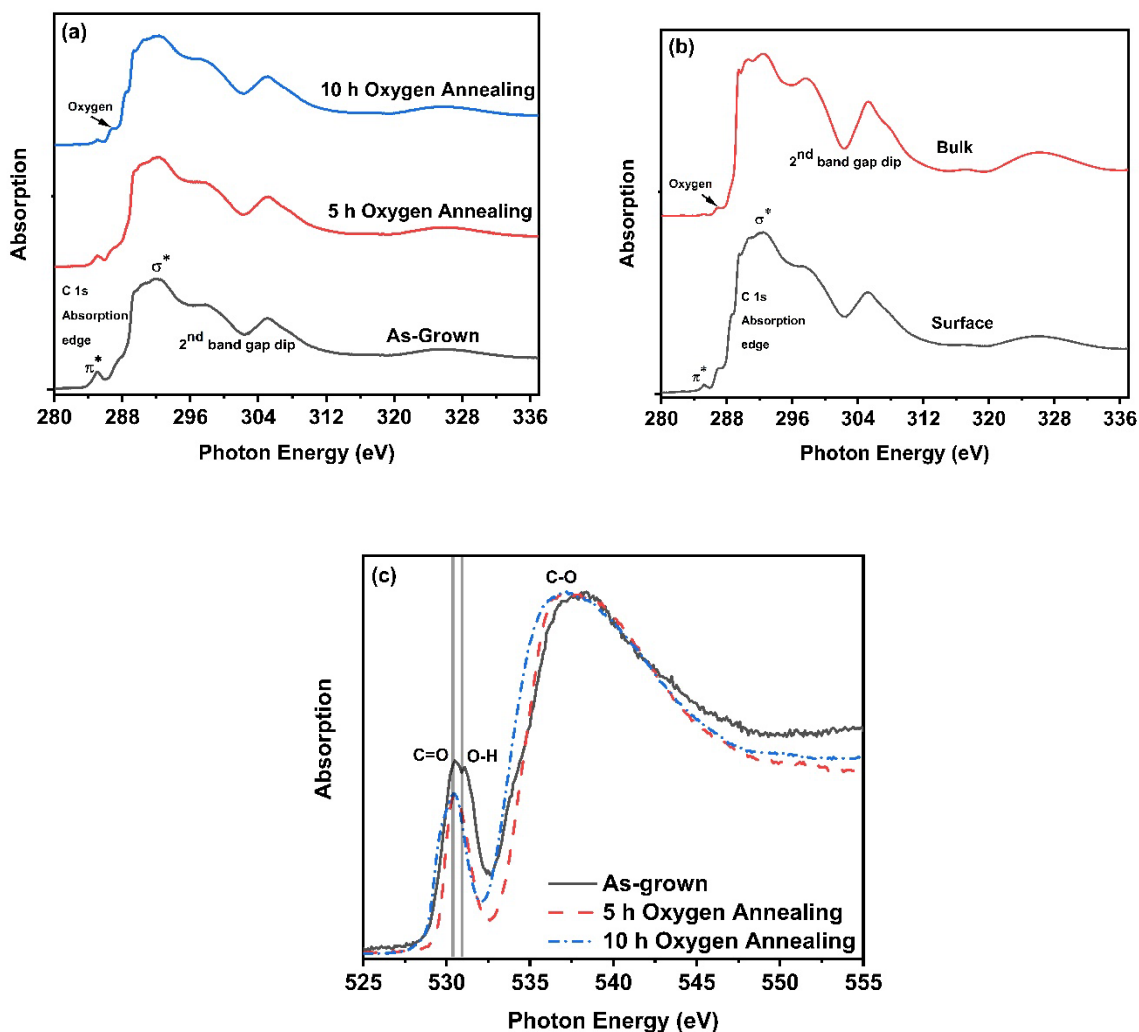 (a)
10 h Oxygen Annealing
Oxygen
5 h Oxygen Annealing
σ*
C 1s
Absorption
edge
π*
2nd band gap dip
As-Grown
Absorption
280 288 296 304 312 320 328 336
Photon Energy (eV)
(b)
Bulk
2nd band gap dip
Oxygen
σ*
C 1s
Absorption
edge
π*
Surface
Absorption
280 288 296 304 312 320 328 336
Photon Energy (eV)
(c)
C-O
C=O O-H
As-grown
5 h Oxygen Annealing
10 h Oxygen Annealing
Absorption
525 530 535 540 545 550 555
Photon Energy (eV)